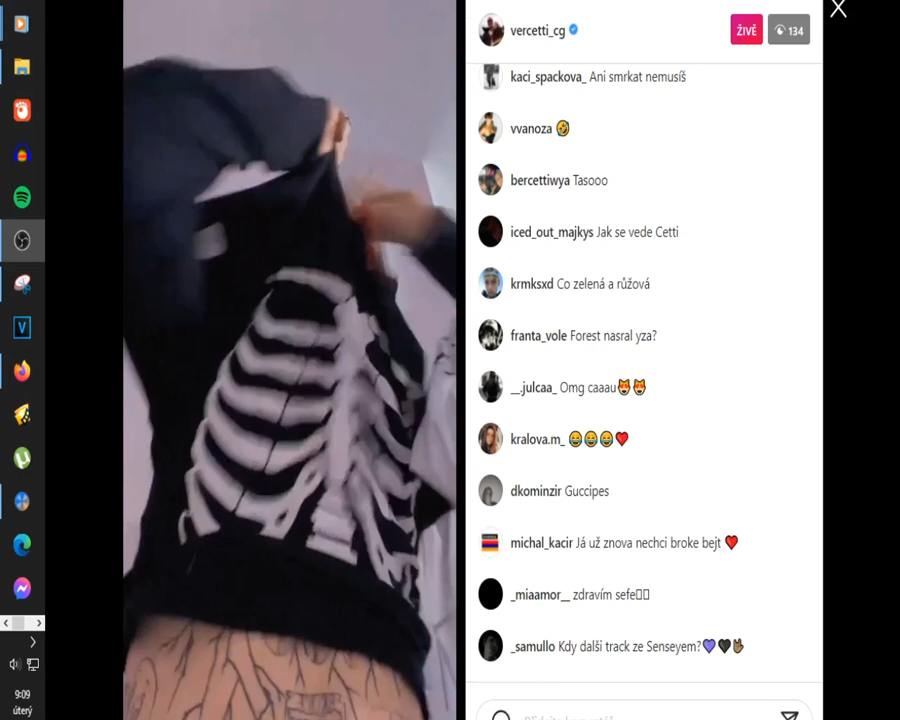 vercetti_cg
ŽIVĚ
134
kaci_spackova_ Ani smrkat nemusíš
vvanoza 🤣
bercettiwya Tasooo
iced_out_majkys Jak se vede Cetti
krmksxd Co zelená a růžová
franta_vole Forest nasral yza?
__julcaa_ Omg caaau😻😻
kralova.m_ 😂😂😂❤️
dkominzir Guccipes
michal_kacir Já už znova nechci broke bejt ❤️
_miaamor__ zdravím sefe
_samullo Kdy dalši track ze Senseyem?💜🖤🤘🏾
9:09
úterý